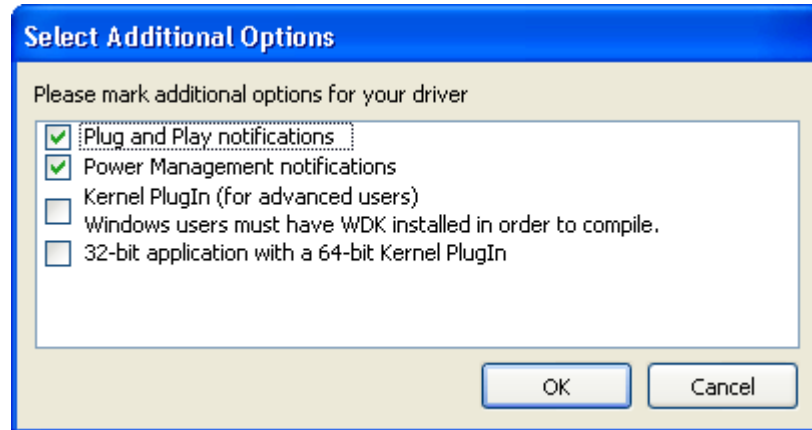 Select Additional Options
Please mark additional options for your driver
Plug and Play notifications
Power Management notifications
Kernel PlugIn (for advanced users)
Windows users must have WDK installed in order to compile.
32-bit application with a 64-bit Kernel PlugIn
OK Cancel